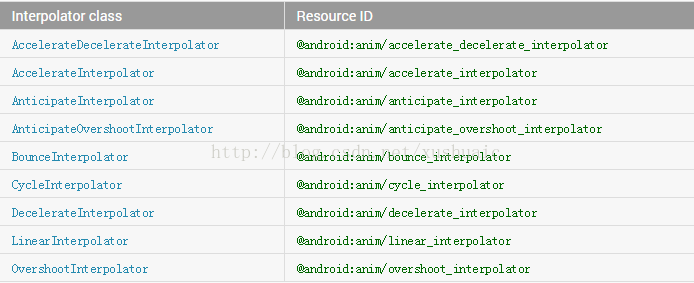 Interpolator class Resource ID
AccelerateDecelerateInterpolator @android:anim/accelerate_decelerate_interpolator
AccelerateInterpolator @android:anim/accelerate_interpolator
AnticipateInterpolator @android:anim/anticipate_interpolator
AnticipateOvershootInterpolator @android:anim/anticipate_overshoot_interpolator
BounceInterpolator @android:anim/bounce_interpolator
http://blog.csdn.net/xushuaic
CycleInterpolator @android:anim/cycle_interpolator
DecelerateInterpolator @android:anim/decelerate_interpolator
LinearInterpolator @android:anim/linear_interpolator
OvershootInterpolator @android:anim/overshoot_interpolator